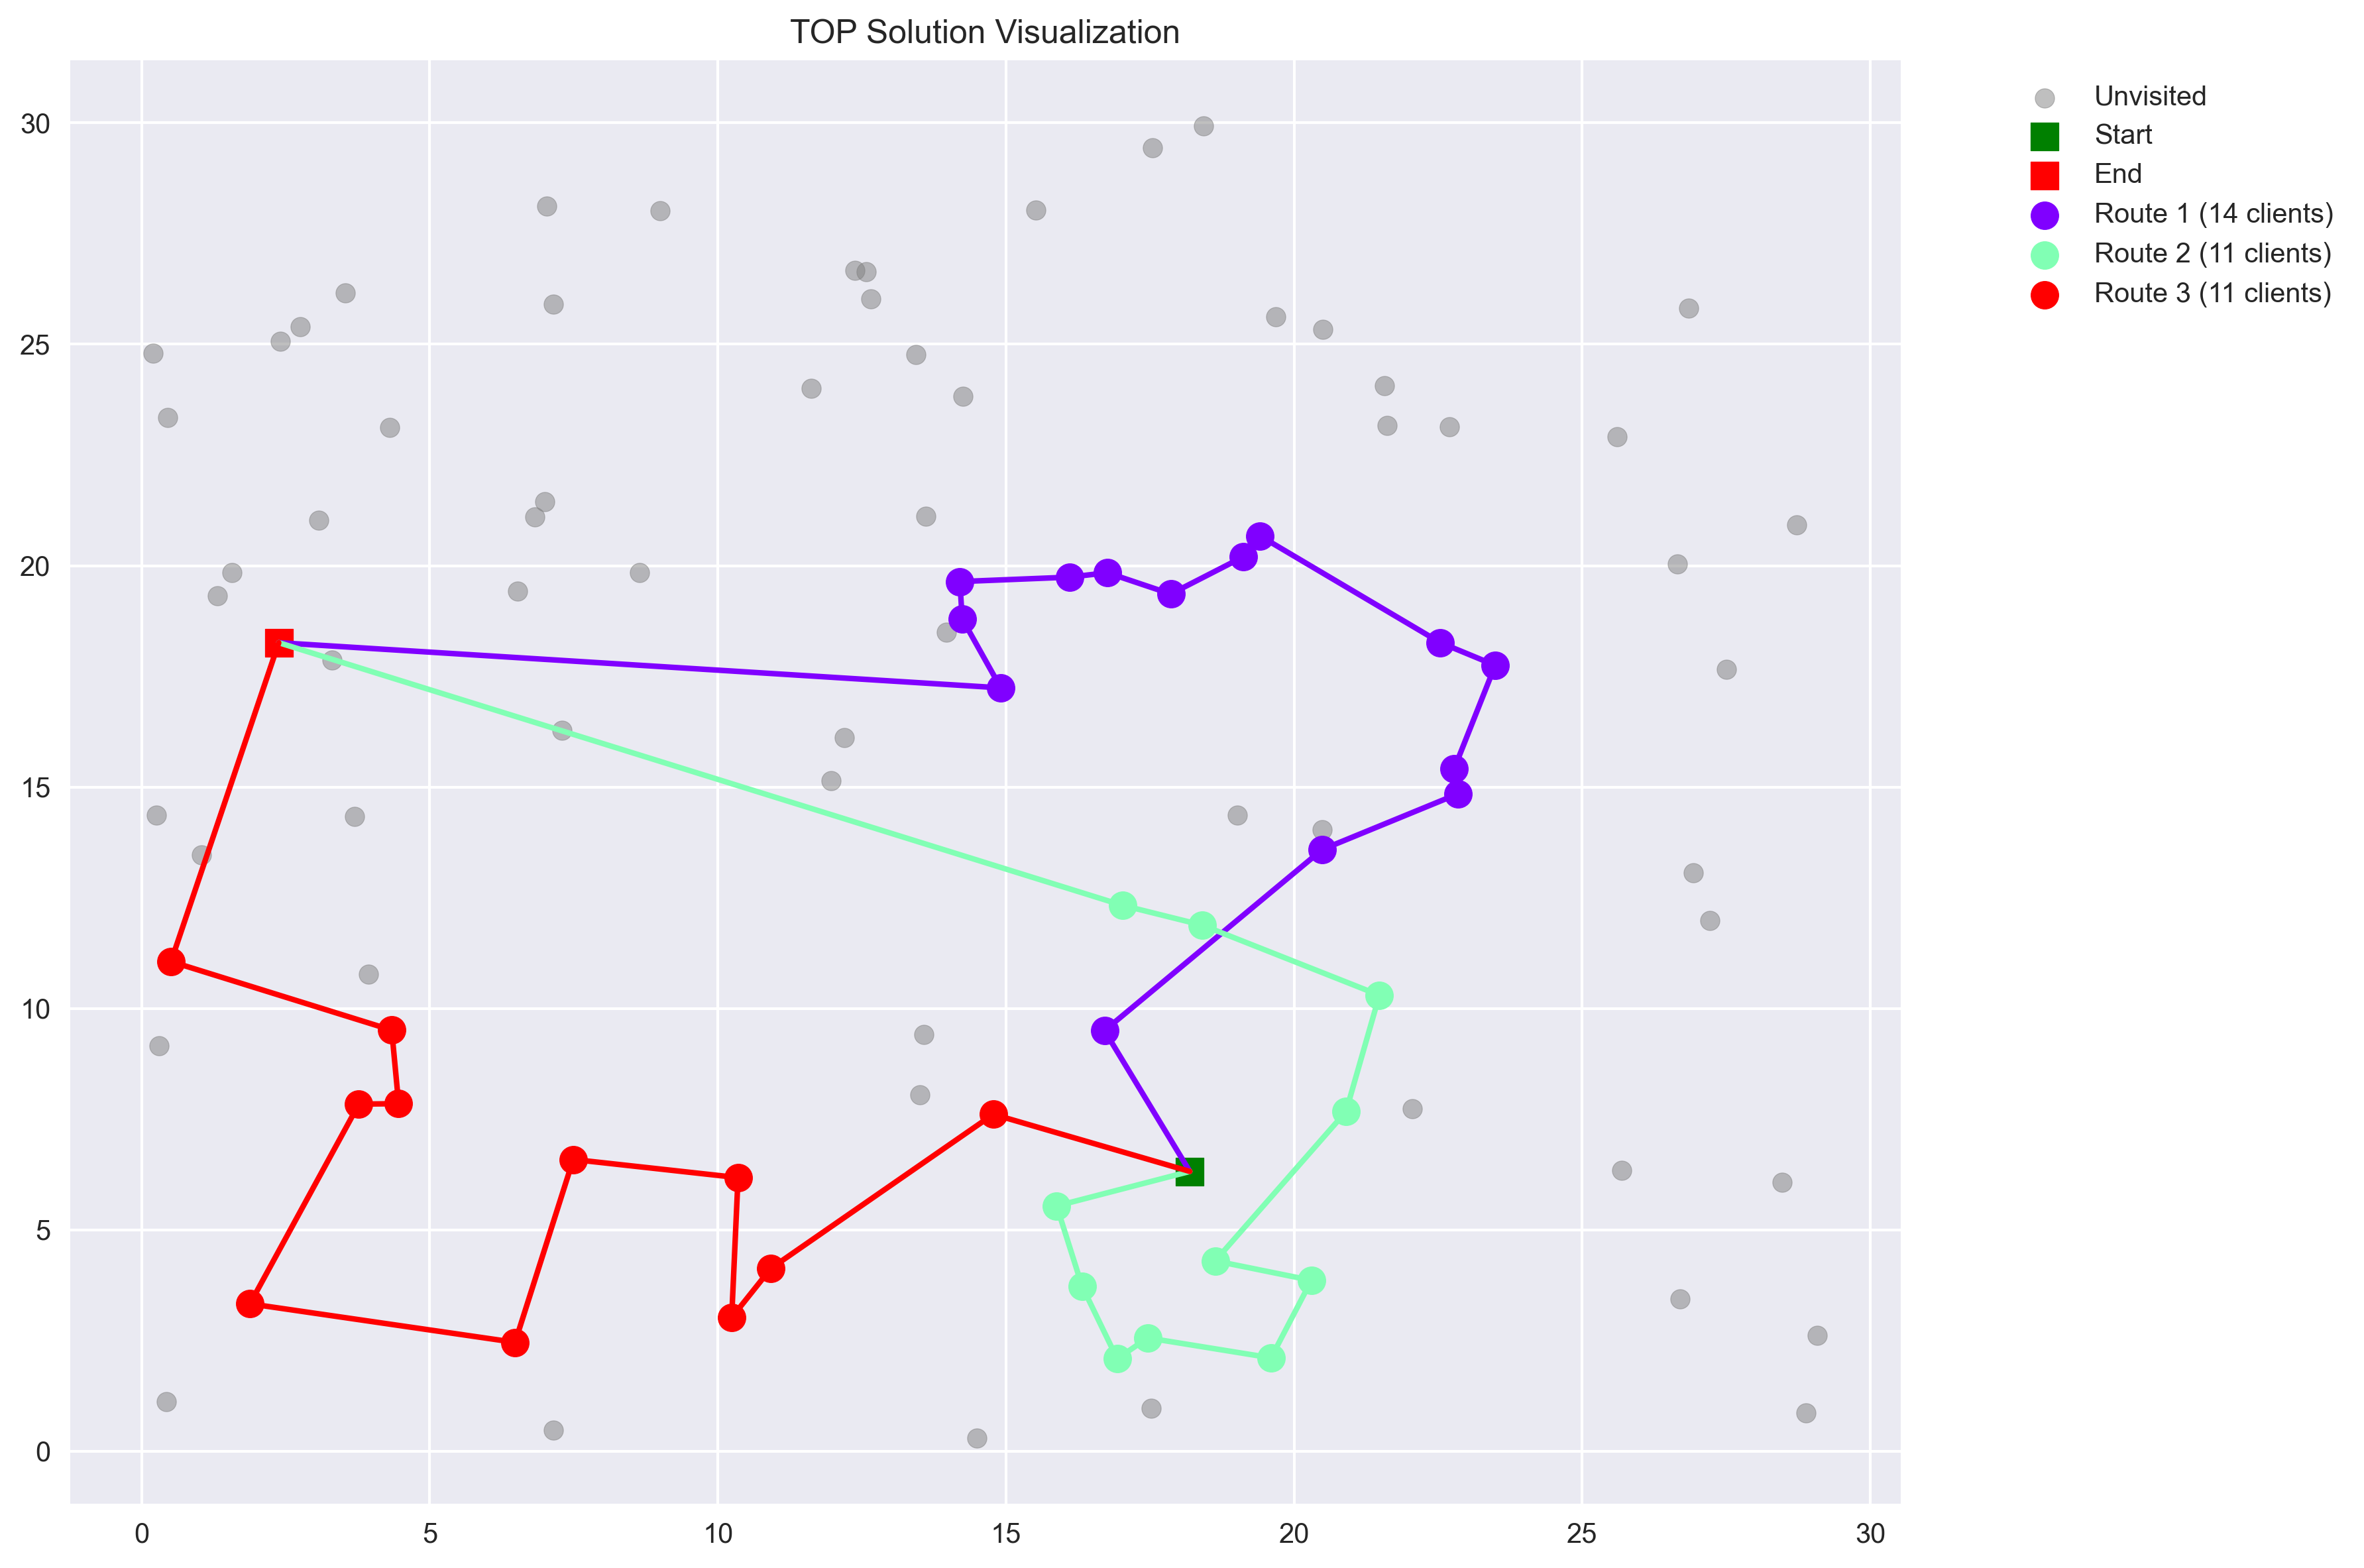 TOP Solution Visualization
30
25
20
15
10
5
0
0 5 10 15 20 25 30
Unvisited
Start
End
Route 1 (14 clients)
Route 2 (11 clients)
Route 3 (11 clients)